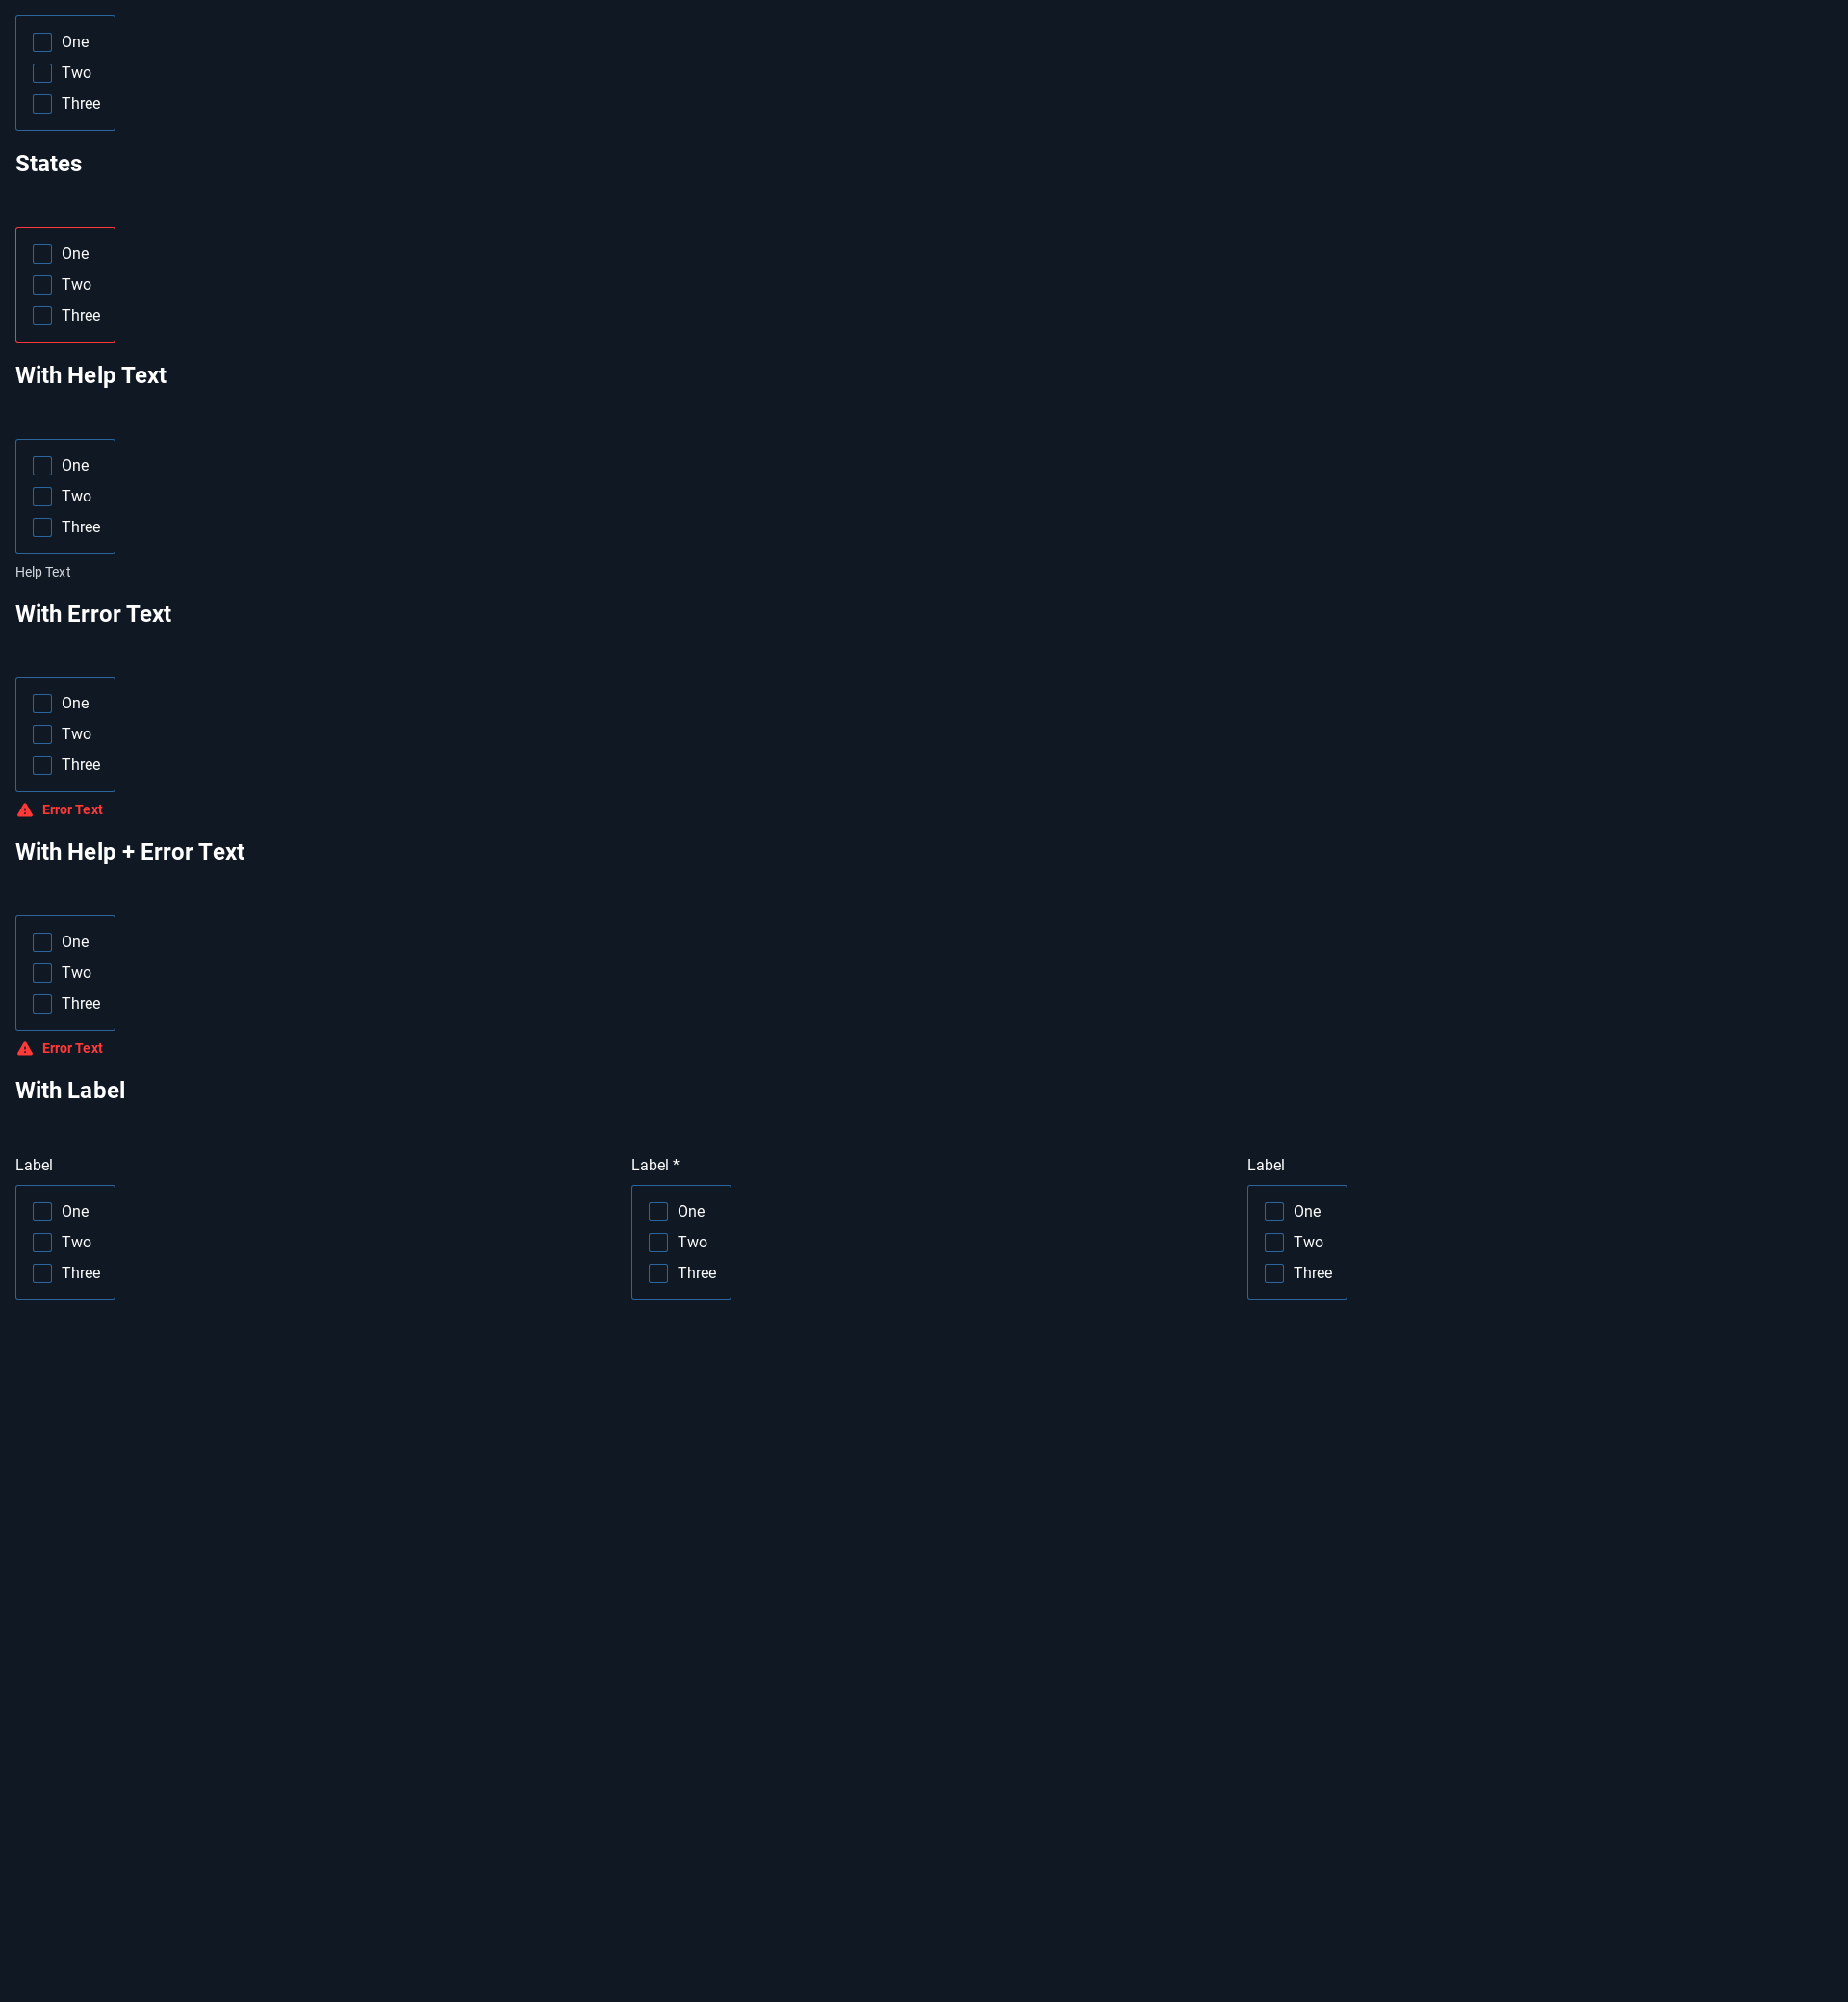 One
Two
Three
States
One
Two
Three
With Help Text
One
Two
Three
Help Text
With Error Text
One
Two
Three
Error Text
With Help + Error Text
One
Two
Three
Error Text
With Label
Label
One
Two
Three
Label *
One
Two
Three
Label
One
Two
Three